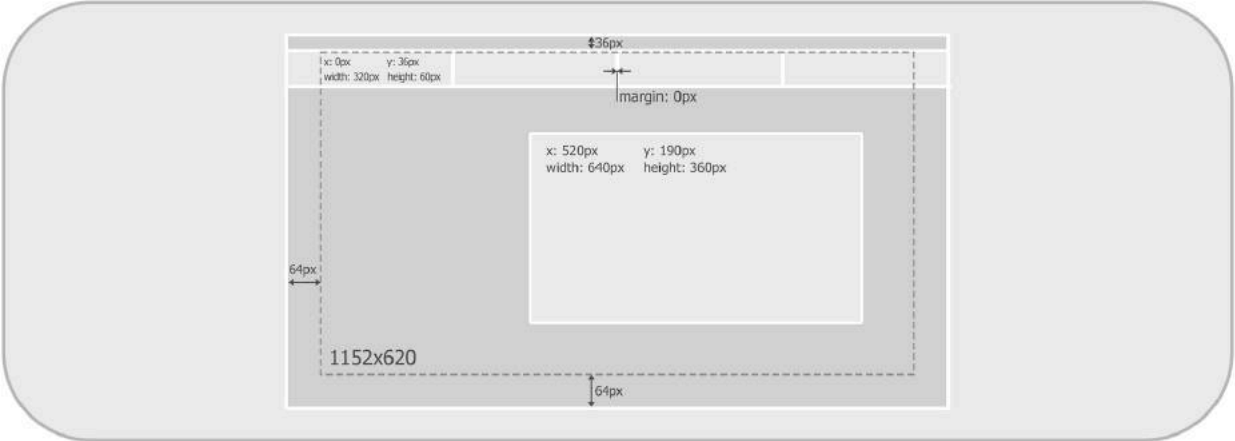 36px
x: 0px y: 36px
width: 320px height: 60px
margin: 0px
x: 520px y: 190px
width: 640px height: 360px
64px
1152x620
64px